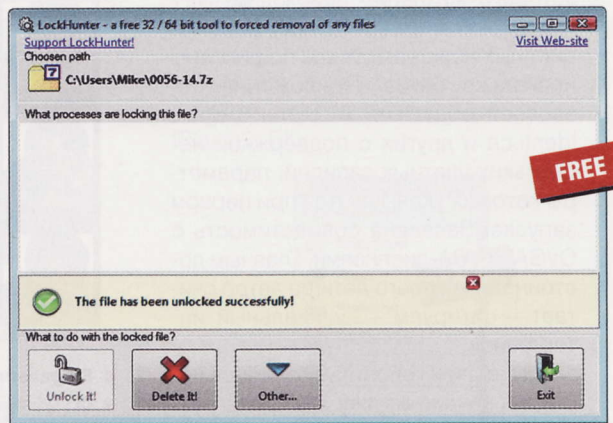 LockHunter - a free 32 / 64 bit tool to forced removal of any files
Support LockHunter!
Visit Web-site
Choosen path
C:\Users\Mike\0056-14.7z
What processes are locking this file?
FREE
The file has been unlocked successfully!
What to do with the locked file?
Unlock It!
Delete It!
Other...
Exit